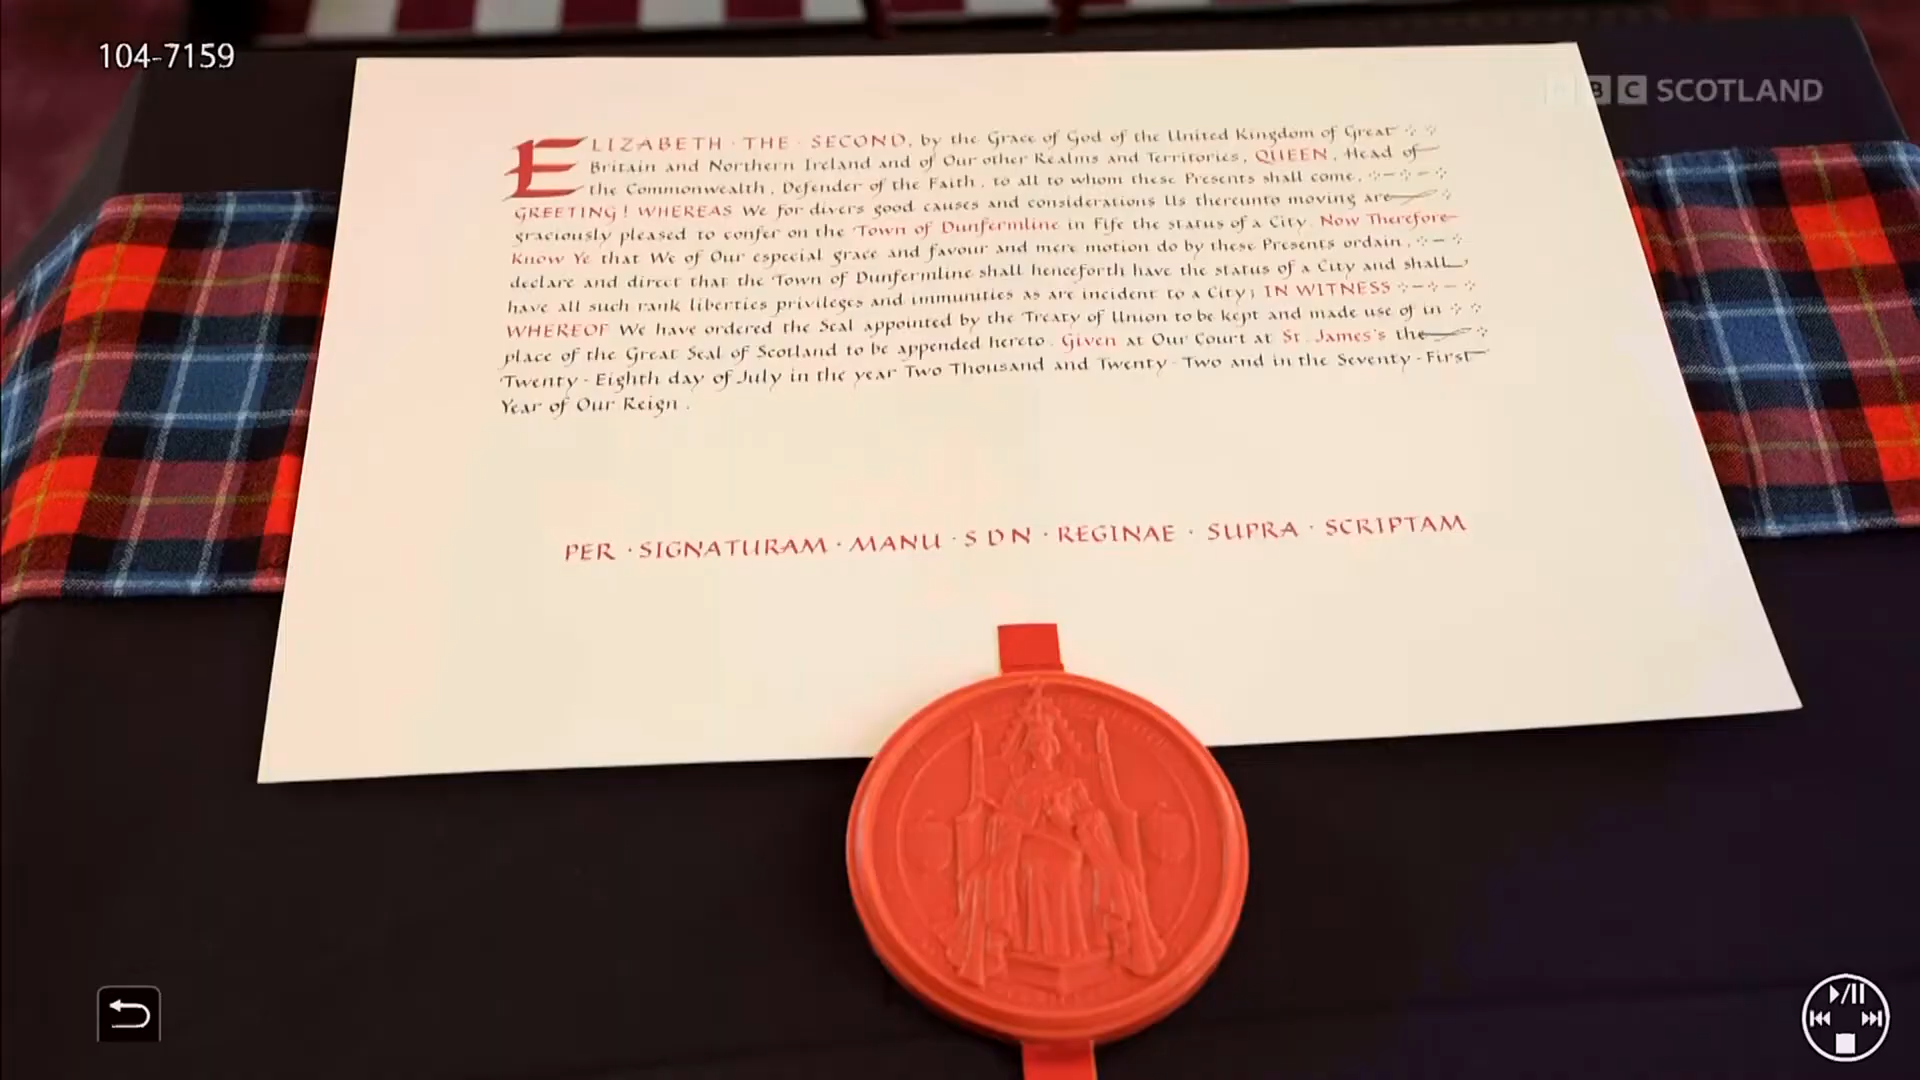 104-7159
BBC SCOTLAND
ELIZABETH · THE · SECOND, by the Grace of God of the United Kingdom of Great
Britain and Northern Ireland and of Our other Realms and Territories, QUEEN, Head of
the Commonwealth, Defender of the Faith, to all to whom these Presents shall come,
GREETING! WHEREAS We for divers good causes and considerations Us thereunto moving are
graciously pleased to confer on the Town of Dunfermline in Fife the status of a City. Now Therefore
Know Ye that We of Our especial grace and favour and mere motion do by these Presents ordain,
declare and direct that the Town of Dunfermline shall henceforth have the status of a City and shall
have all such rank liberties privileges and immunities as are incident to a City; IN WITNESS
WHEREOF We have ordered the Seal appointed by the Treaty of Union to be kept and made use of in
place of the Great Seal of Scotland to be appended hereto. Given at Our Court at St. James's the
Twenty-Eighth day of July in the year Two Thousand and Twenty-Two and in the Seventy-First
Year of Our Reign.
PER · SIGNATURAM · MANU · S D N · REGINAE · SUPRA · SCRIPTAM